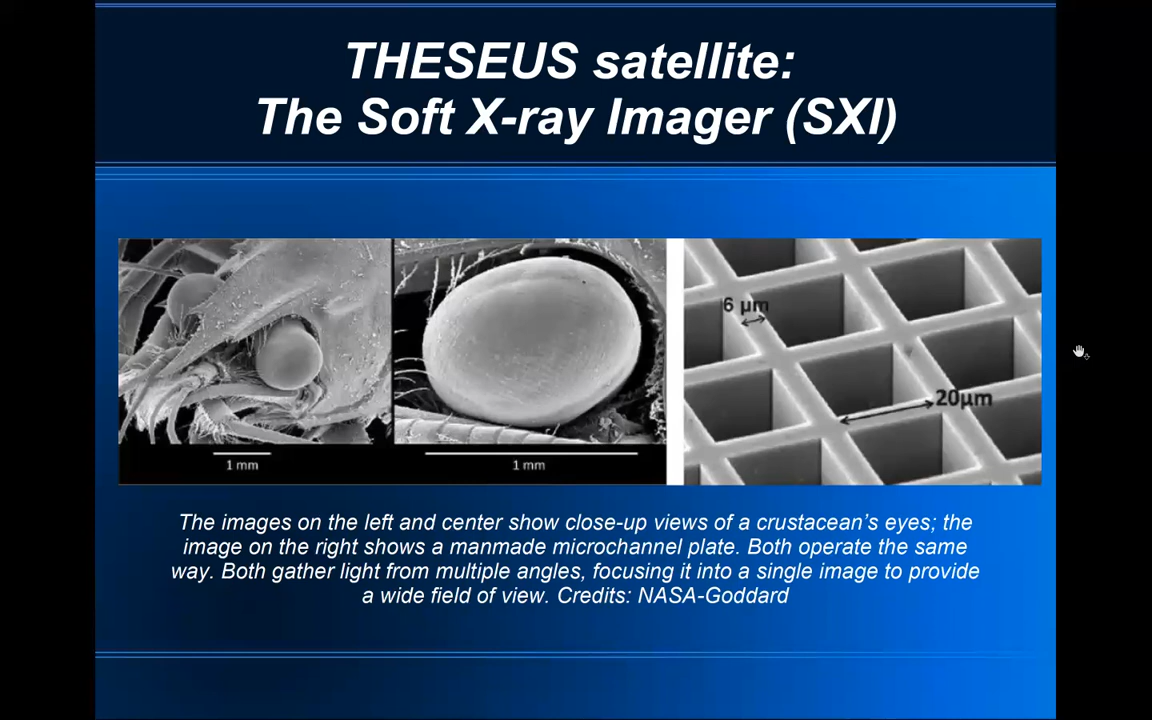 THESEUS satellite:
The Soft X-ray Imager (SXI)
6 µm
20µm
1 mm
1 mm
The images on the left and center show close-up views of a crustacean's eyes; the
image on the right shows a manmade microchannel plate. Both operate the same
way. Both gather light from multiple angles, focusing it into a single image to provide
a wide field of view. Credits: NASA-Goddard